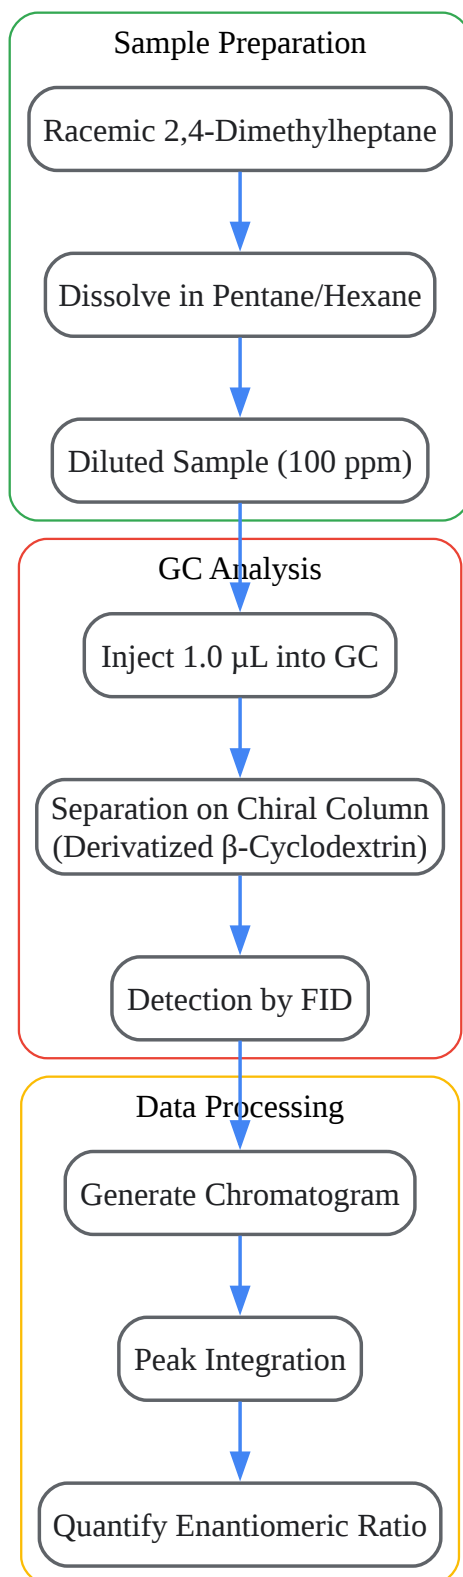 Sample Preparation
Racemic 2,4-Dimethylheptane
Dissolve in Pentane/Hexane
Diluted Sample (100 ppm)
GC Analysis
Inject 1.0 µL into GC
Separation on Chiral Column
(Derivatized β-Cyclodextrin)
Detection by FID
Data Processing
Generate Chromatogram
Peak Integration
Quantify Enantiomeric Ratio